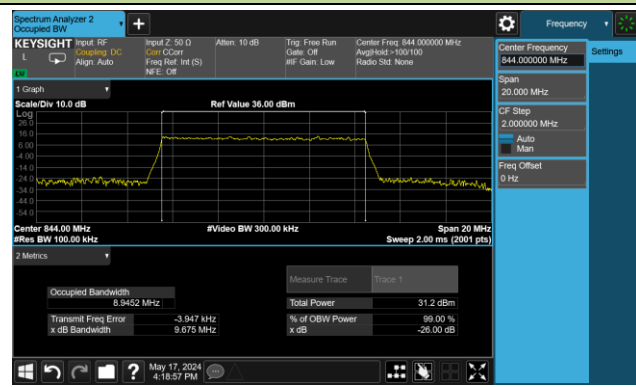 Spectrum Analyzer 2
Occupied BW
Frequency
KEYSIGHT
L
Input: RF
Coupling: DC
Align: Auto
Input Z: 50 Ω
Corr CCorr
Freq Ref: Int (S)
NFE: Off
Atten: 10 dB
Trig: Free Run
Gate: Off
#IF Gain: Low
Center Freq: 844.000000 MHz
Avg|Hold:>100/100
Radio Std: None
Center Frequency
844.000000 MHz
Settings
Span
20.000 MHz
CF Step
2.000000 MHz
Auto
Man
Freq Offset
0 Hz
1 Graph
Scale/Div 10.0 dB
Ref Value 36.00 dBm
Log
26.0
16.0
6.00
-4.00
-14.0
-24.0
-34.0
-44.0
-54.0
Center 844.00 MHz
#Video BW 300.00 kHz
Span 20 MHz
#Res BW 100.00 kHz
Sweep 2.00 ms (2001 pts)
2 Metrics
Measure Trace
Trace 1
Occupied Bandwidth
8.9452 MHz
Total Power
31.2 dBm
Transmit Freq Error
-3.947 kHz
% of OBW Power
99.00 %
x dB Bandwidth
9.675 MHz
x dB
-26.00 dB
?
May 17, 2024
4:18:57 PM